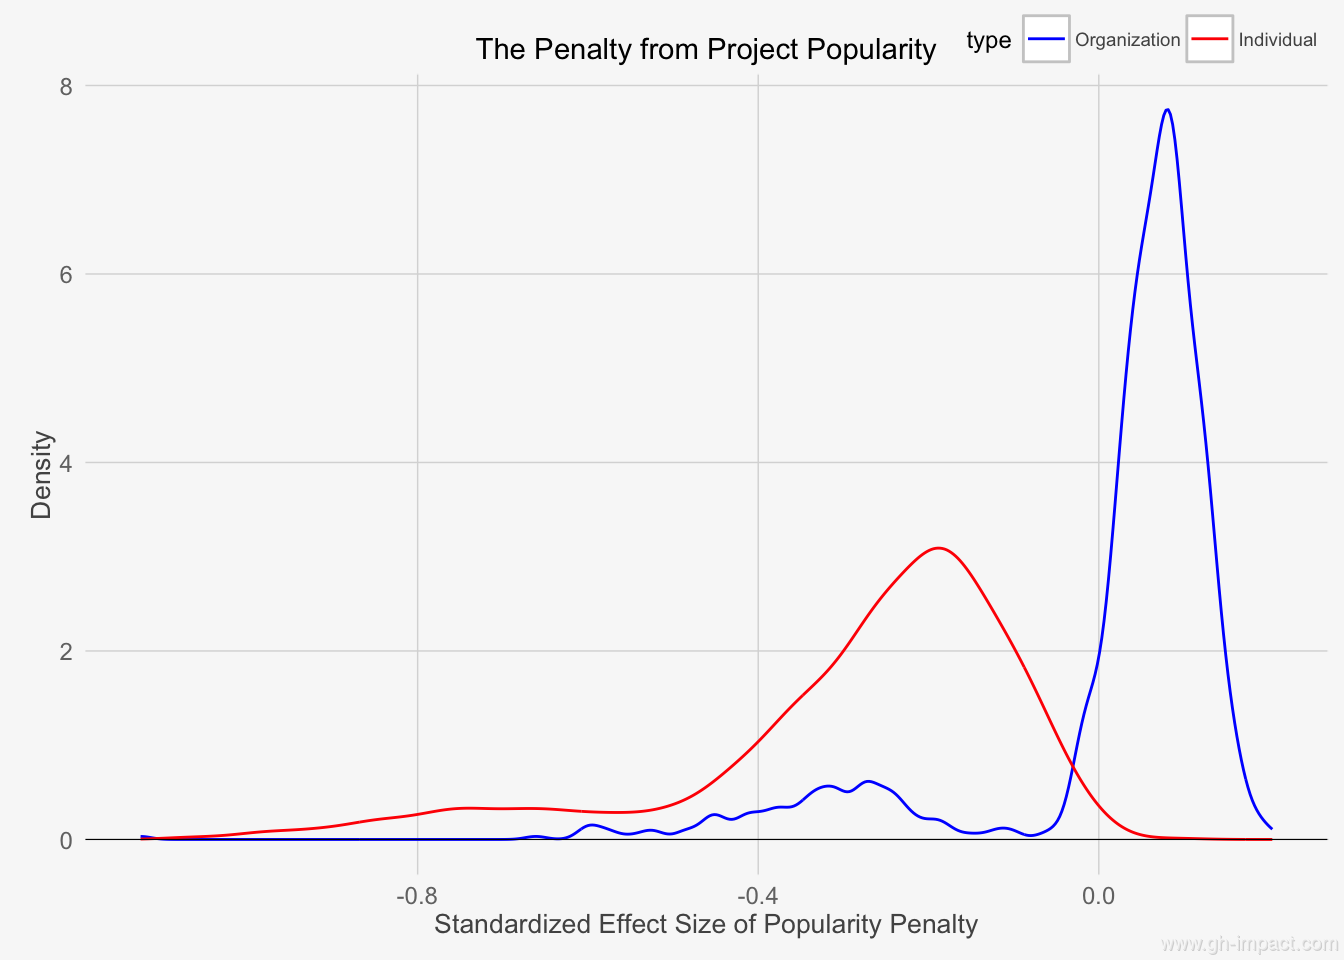 The Penalty from Project Popularity
type Organization Individual
8
6
4
2
0
Density
-0.8 -0.4 0.0
Standardized Effect Size of Popularity Penalty
www.gh-impact.com